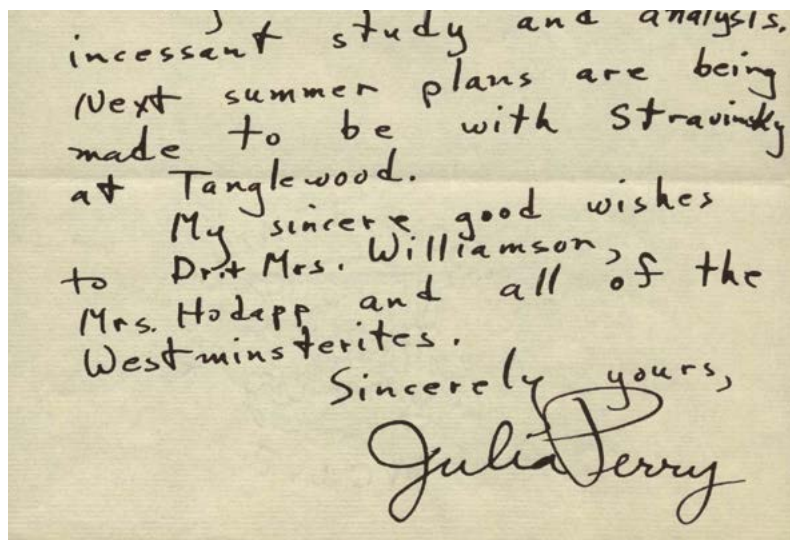 incessant study and analysis.
Next summer plans are being
made to be with Stravinsky
at Tanglewood.
My sincere good wishes
to Dr. + Mrs. Williamson,
Mrs. Hodapp and all of the
Westminsterites.
Sincerely yours,
Julia Perry